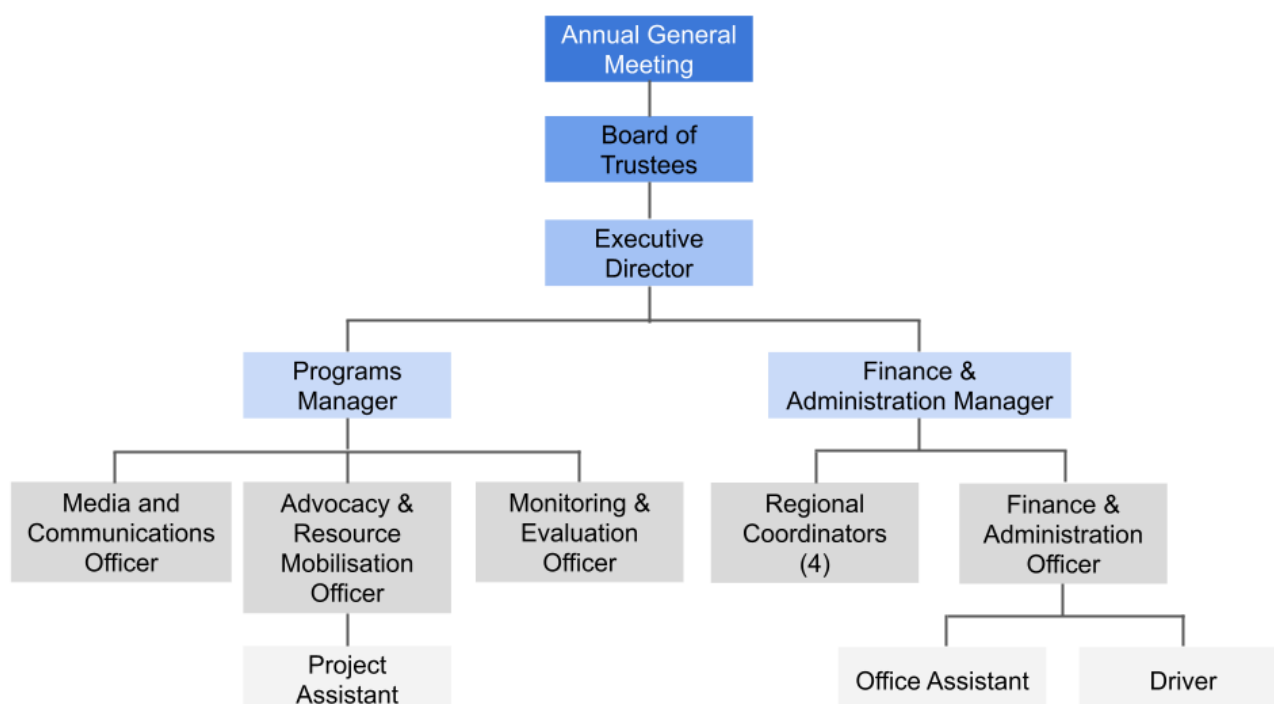 Annual General
Meeting
Board of
Trustees
Executive
Director
Programs
Manager
Finance &
Administration Manager
Media and
Communications
Officer
Advocacy &
Resource
Mobilisation
Officer
Monitoring &
Evaluation
Officer
Regional
Coordinators
(4)
Finance &
Administration
Officer
Project
Assistant
Office Assistant
Driver